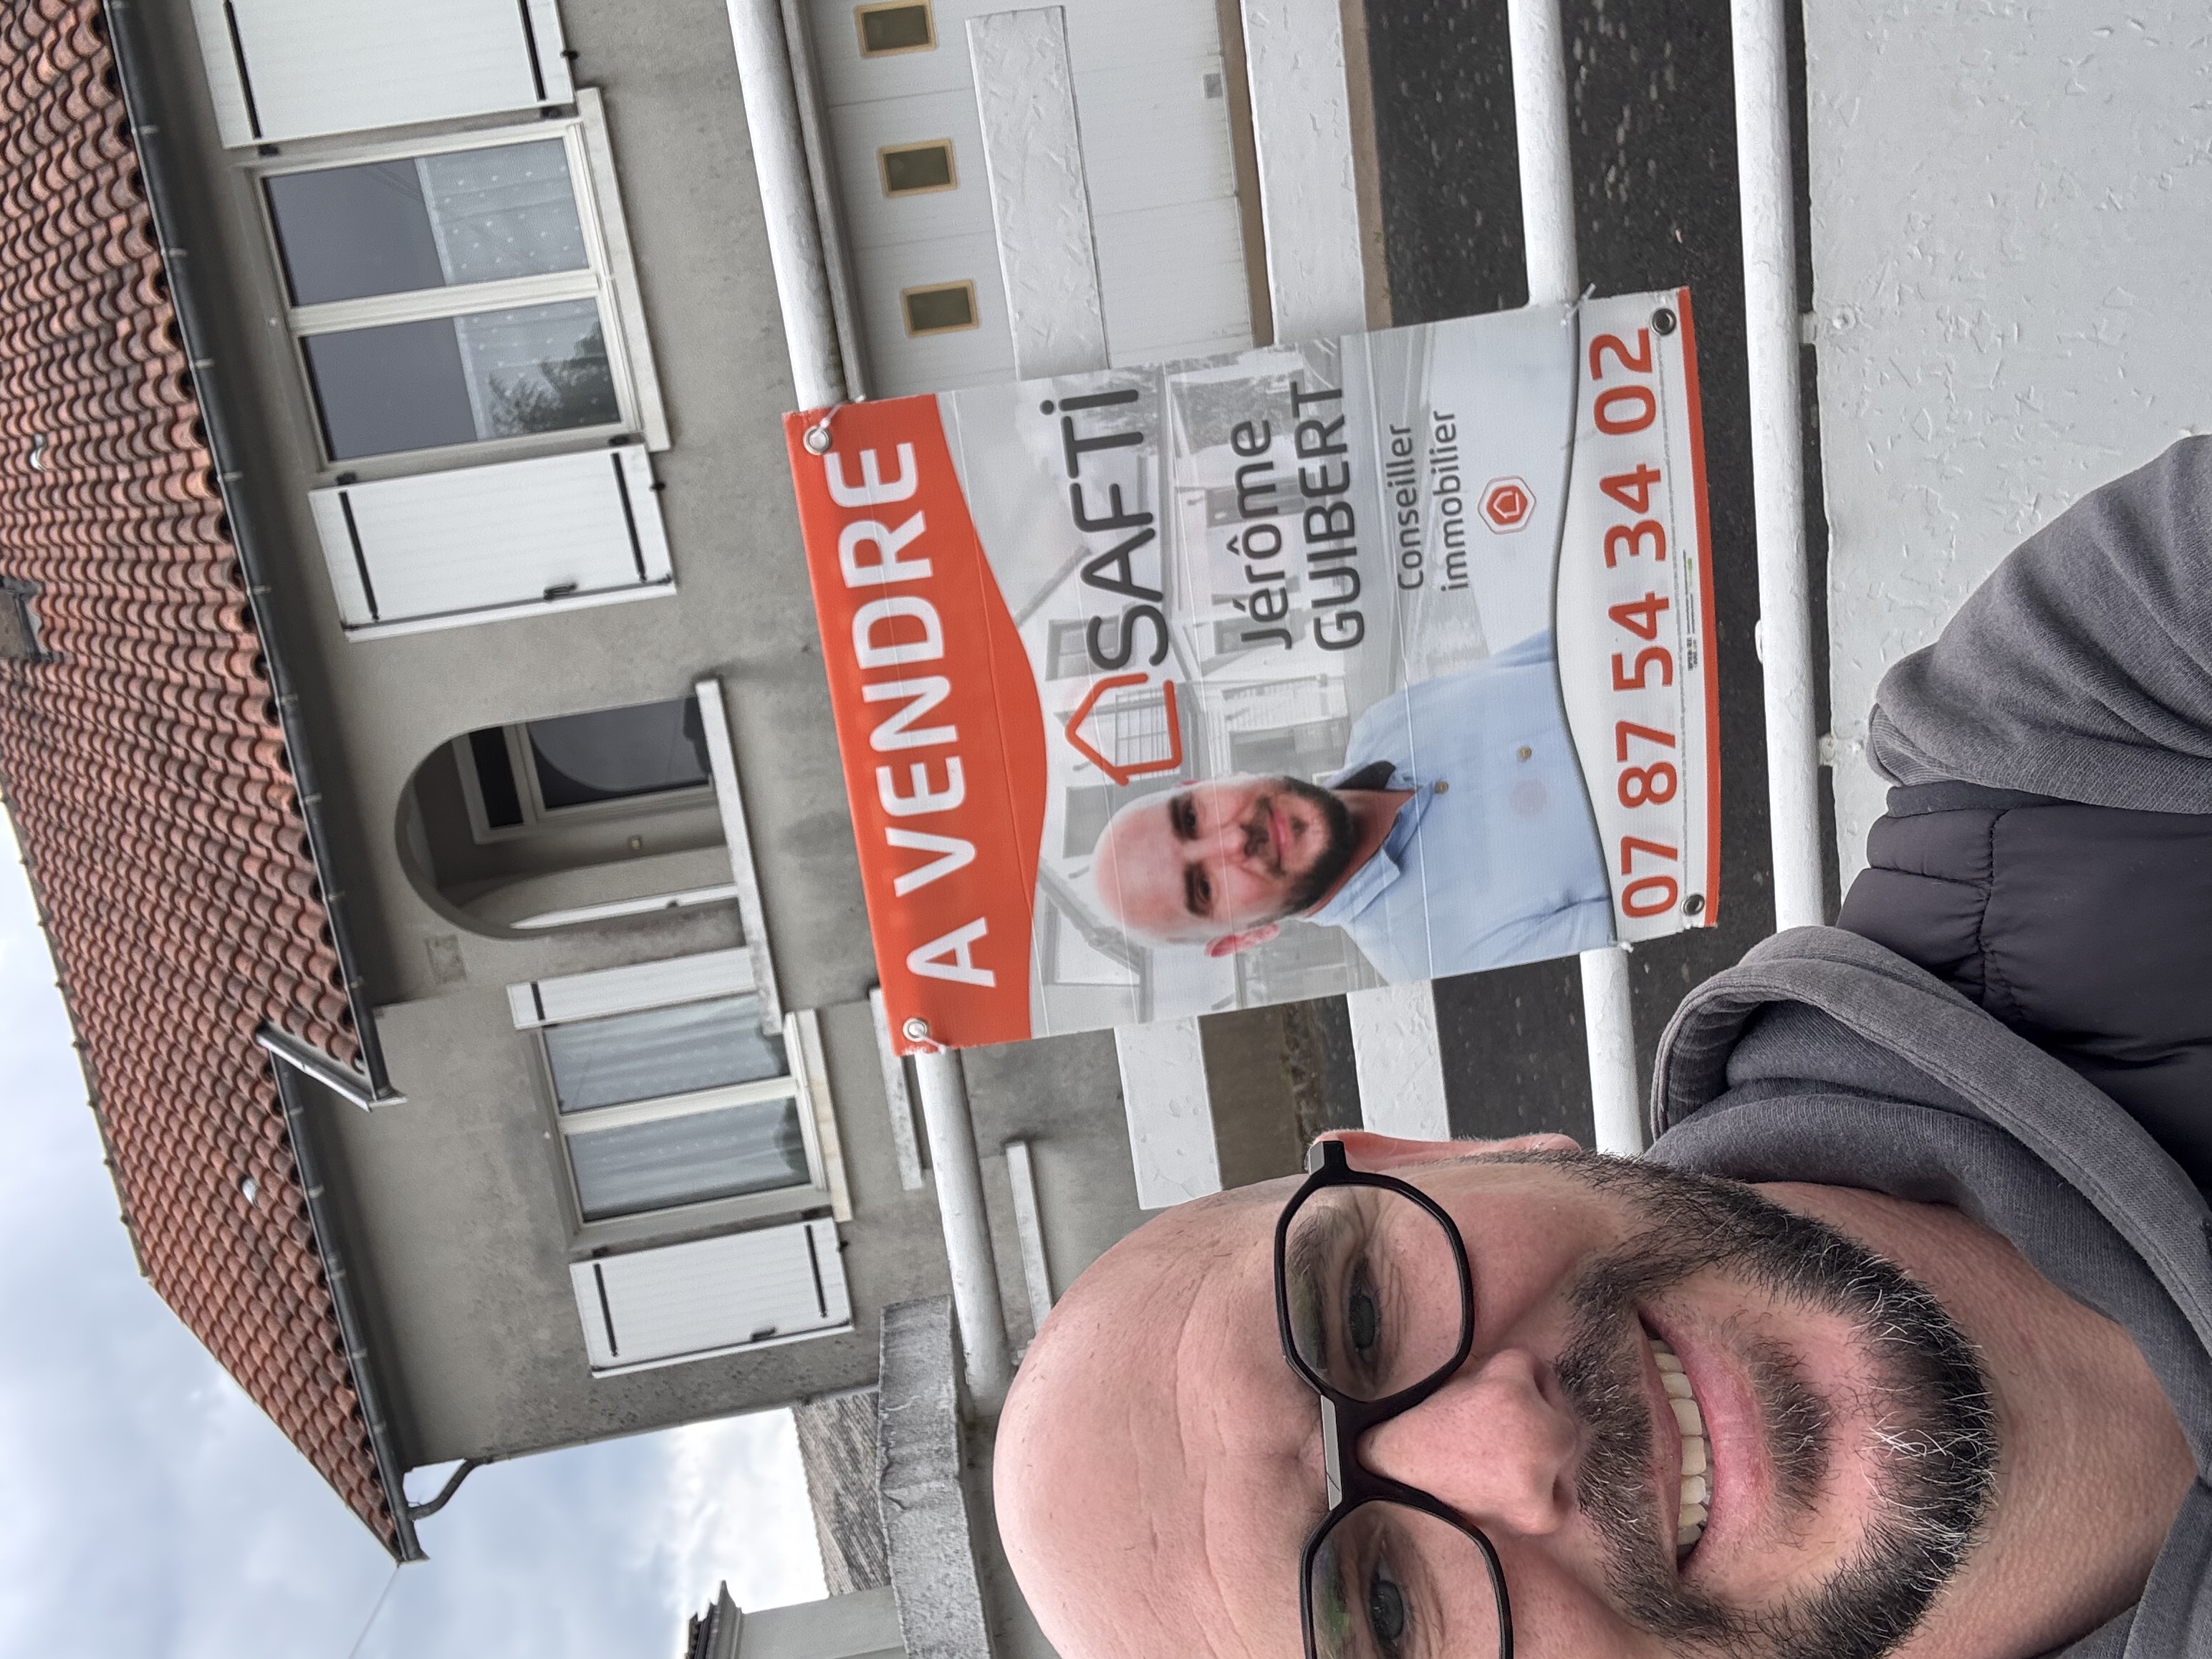 A VENDRE
SAFTI
Jérôme
GUIBERT
Conseiller
immobilier
07 87 54 34 02